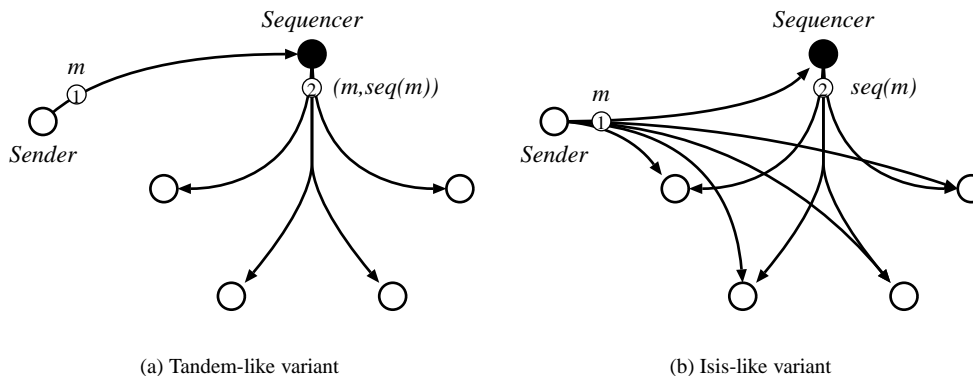 Sequencer
m
1
2
(m,seq(m))
Sender
(a) Tandem-like variant
Sequencer
m
1
2
seq(m)
Sender
(b) Isis-like variant